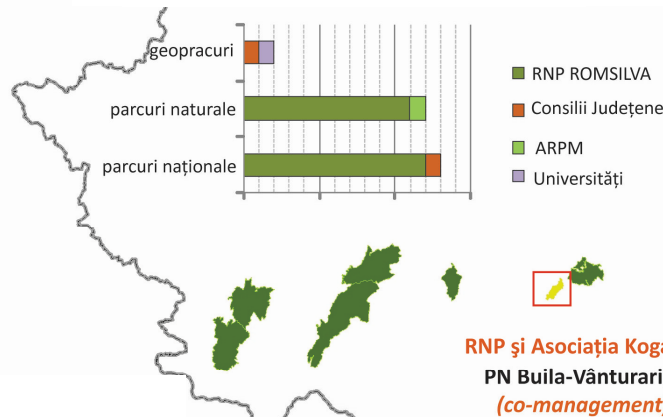 geopracuri
parcuri naturale
parcuri naționale
RNP ROMSILVA
Consilii Județene
ARPM
Universități
RNP şi Asociația Koga
PN Buila-Vânturari
(co-management)